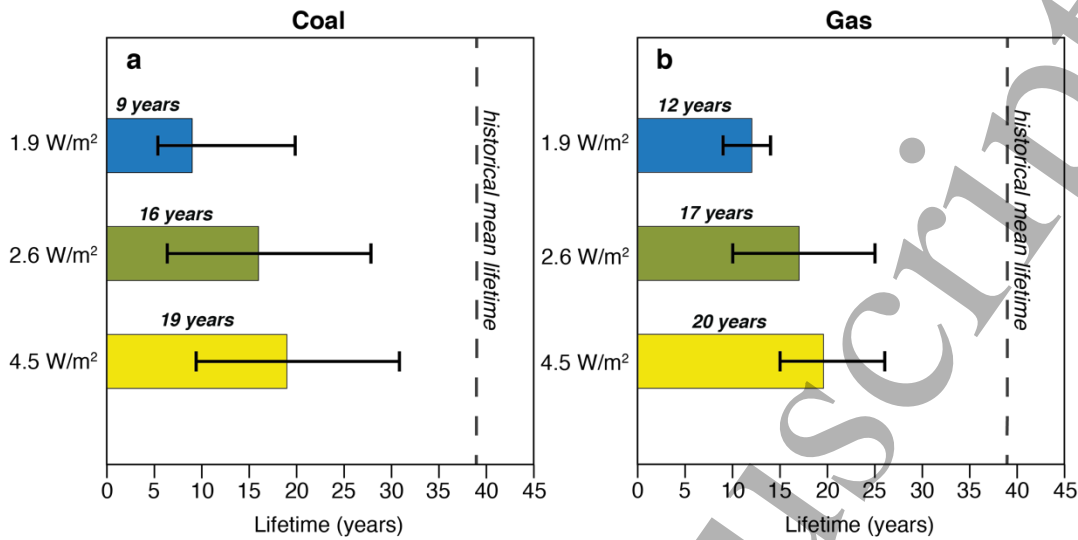 Coal
a
9 years
1.9 W/m²
16 years
2.6 W/m²
19 years
4.5 W/m²
historical mean lifetime
0 5 10 15 20 25 30 35 40 45
Lifetime (years)
Gas
b
12 years
1.9 W/m²
17 years
2.6 W/m²
20 years
4.5 W/m²
historical mean lifetime
0 5 10 15 20 25 30 35 40 45
Lifetime (years)